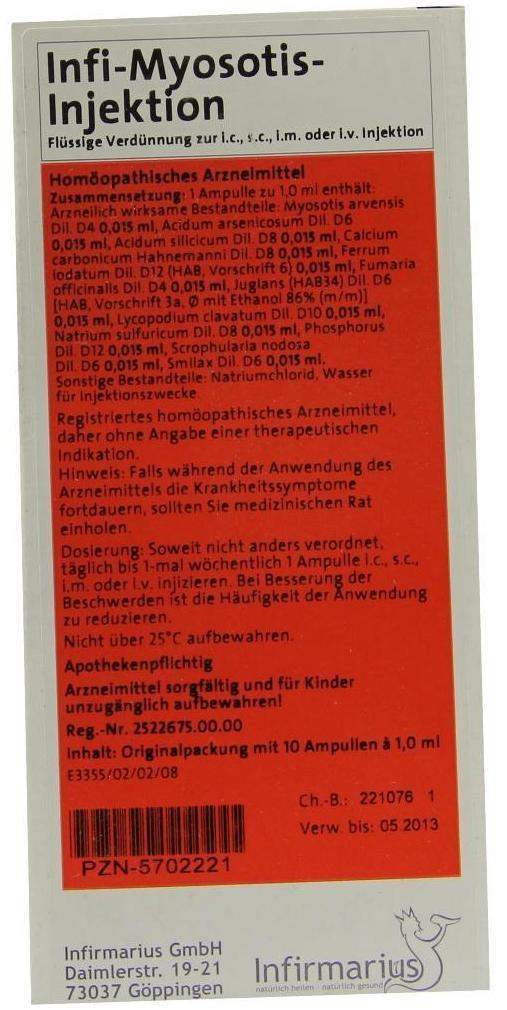 Infi-Myosotis-
Injektion
Flüssige Verdünnung zur i.c., s.c., i.m. oder i.v. Injektion
Homöopathisches Arzneimittel
Zusammensetzung: 1 Ampulle zu 1,0 ml enthält:
Arzneilich wirksame Bestandteile: Myosotis arvensis
Dil. D4 0,015 ml, Acidum arsenicosum Dil. D6
0,015 ml, Acidum silicicum Dil. D8 0,015 ml, Calcium
carbonicum Hahnemanni Dil. D8 0,015 ml, Ferrum
iodatum Dil. D12 (HAB, Vorschrift 6) 0,015 ml, Fumaria
officinalis Dil. D4 0,015 ml, Juglans (HAB34) Dil. D6
[HAB, Vorschrift 3a, Ø mit Ethanol 86% (m/m)]
0,015 ml, Lycopodium clavatum Dil. D10 0,015 ml,
Natrium sulfuricum Dil. D8 0,015 ml, Phosphorus
Dil. D12 0,015 ml, Scrophularia nodosa
Dil. D6 0,015 ml, Smilax Dil. D6 0,015 ml.
Sonstige Bestandteile: Natriumchlorid, Wasser
für Injektionszwecke.
Registriertes homöopathisches Arzneimittel,
daher ohne Angabe einer therapeutischen
Indikation.
Hinweis: Falls während der Anwendung des
Arzneimittels die Krankheitssymptome
fortdauern, sollten Sie medizinischen Rat
einholen.
Dosierung: Soweit nicht anders verordnet,
täglich bis 1-mal wöchentlich 1 Ampulle i.c., s.c.,
i.m. oder i.v. injizieren. Bei Besserung der
Beschwerden ist die Häufigkeit der Anwendung
zu reduzieren.
Nicht über 25°C aufbewahren.
Apothekenpflichtig
Arzneimittel sorgfältig und für Kinder
unzugänglich aufbewahren!
Reg.-Nr. 2522675.00.00
Inhalt: Originalpackung mit 10 Ampullen à 1,0 ml
E3355/02/02/08
Ch.-B.: 221076 1
Verw. bis: 05.2013
PZN-5702221
Infirmarius GmbH
Daimlerstr. 19-21
73037 Göppingen
Infirmarius
natürlich heilen - natürlich gesund